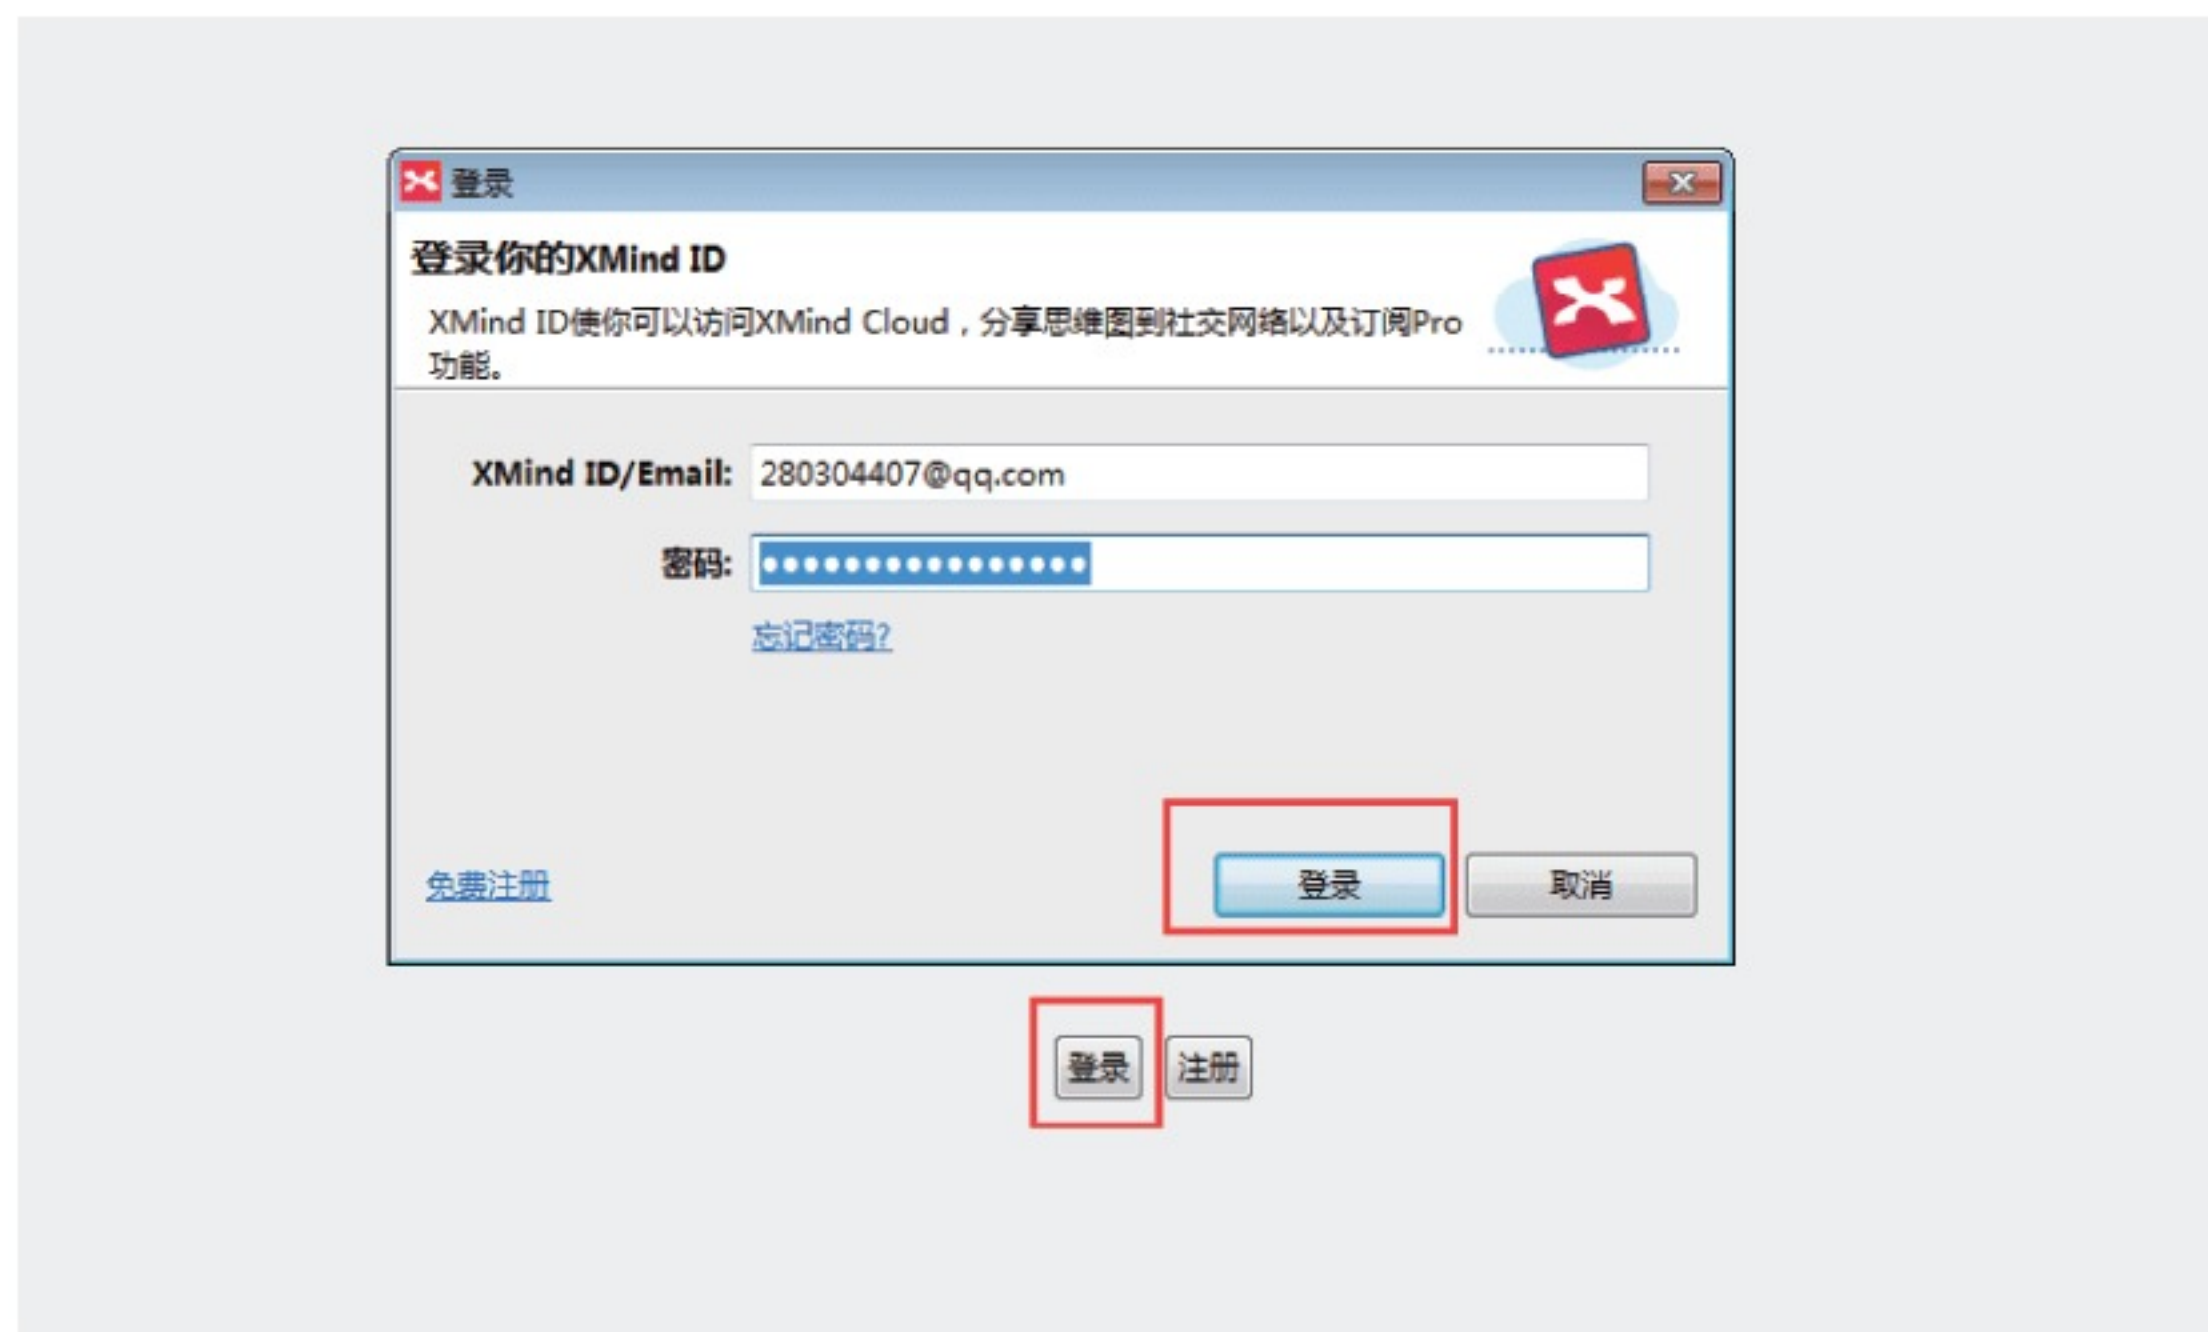 登录
登录你的XMind ID
XMind ID使你可以访问XMind Cloud，分享思维图到社交网络以及订阅Pro
功能。
XMind ID/Email: 280304407@qq.com
密码: ••••••••••••••••
忘记密码?
免费注册 登录 取消
登录 注册